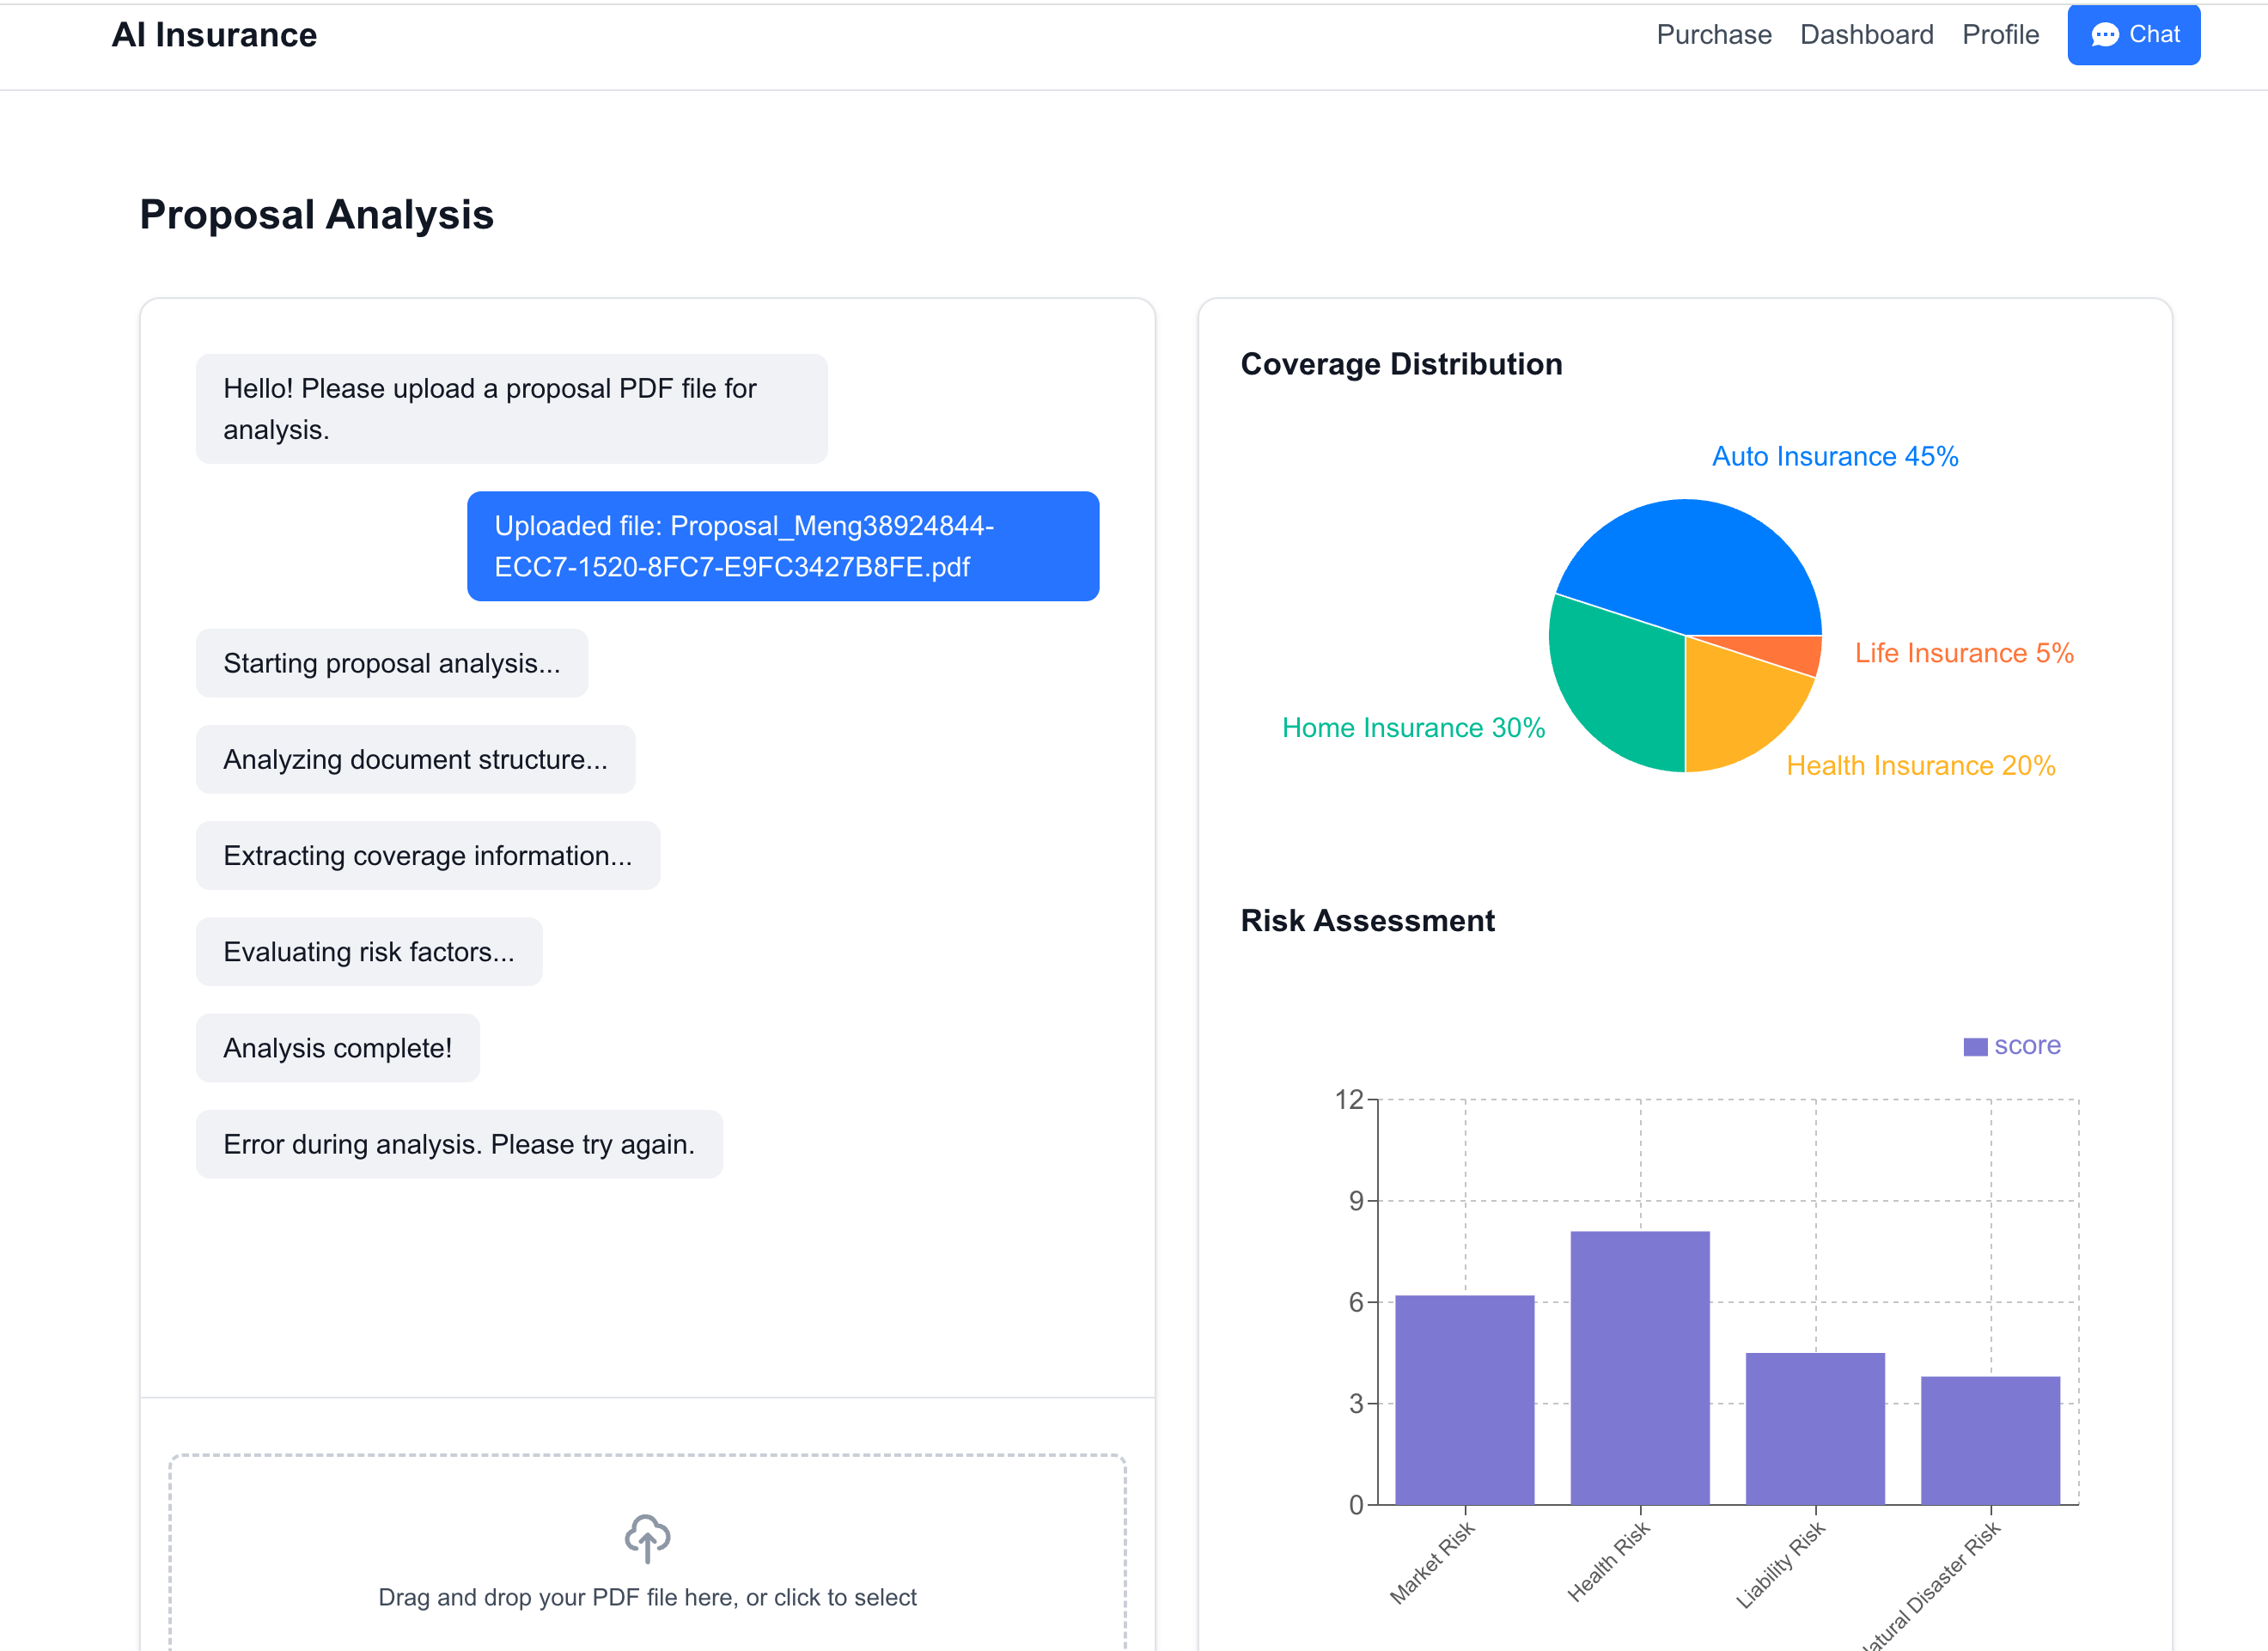 AI Insurance
Purchase
Dashboard
Profile
Chat
Proposal Analysis
Hello! Please upload a proposal PDF file for
analysis.
Uploaded file: Proposal_Meng38924844-
ECC7-1520-8FC7-E9FC3427B8FE.pdf
Starting proposal analysis...
Analyzing document structure...
Extracting coverage information...
Evaluating risk factors...
Analysis complete!
Error during analysis. Please try again.
Drag and drop your PDF file here, or click to select
Coverage Distribution
Auto Insurance 45%
Life Insurance 5%
Home Insurance 30%
Health Insurance 20%
Risk Assessment
score
12
9
6
3
0
Market Risk
Health Risk
Liability Risk
Disaster Risk